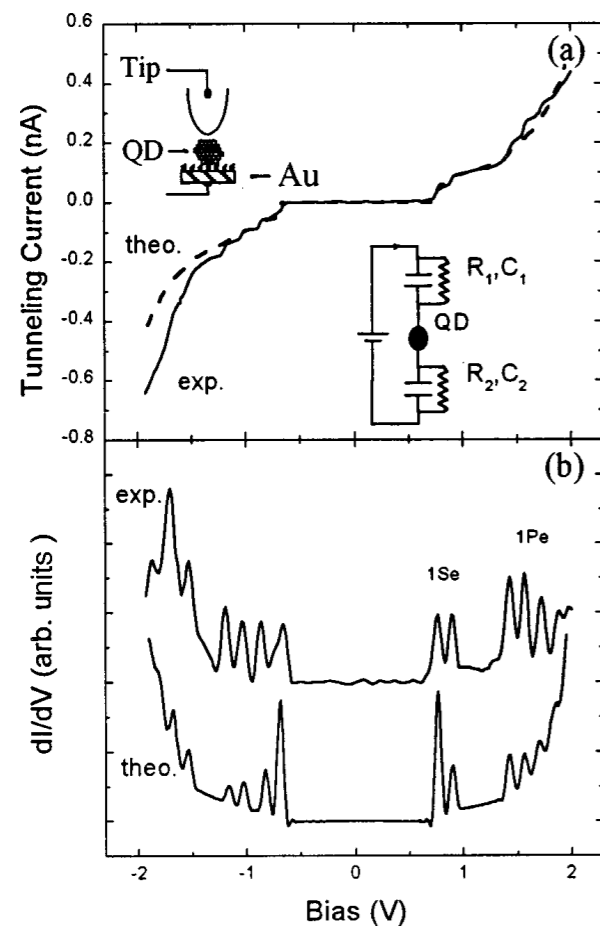 (a)
0.6
0.4
0.2
0.0
-0.2
-0.4
-0.6
-0.8
Tunneling Current (nA)
Tip
QD
Au
theo.
exp.
R₁,C₁
QD
R₂,C₂
(b)
exp.
1Se
1Pe
theo.
dI/dV (arb. units)
-2
-1
0
1
2
Bias (V)